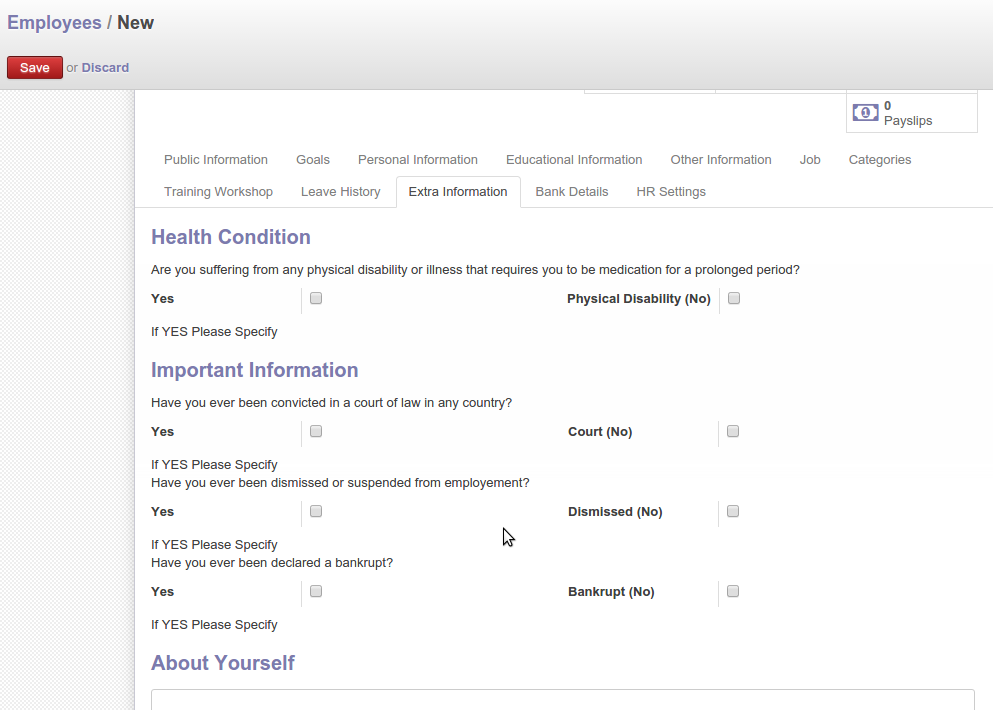 Employees / New
Save or Discard
0
Payslips
Public Information Goals Personal Information Educational Information Other Information Job Categories
Training Workshop Leave History Extra Information Bank Details HR Settings
Health Condition
Are you suffering from any physical disability or illness that requires you to be medication for a prolonged period?
Yes Physical Disability (No)
If YES Please Specify
Important Information
Have you ever been convicted in a court of law in any country?
Yes Court (No)
If YES Please Specify
Have you ever been dismissed or suspended from employement?
Yes Dismissed (No)
If YES Please Specify
Have you ever been declared a bankrupt?
Yes Bankrupt (No)
If YES Please Specify
About Yourself